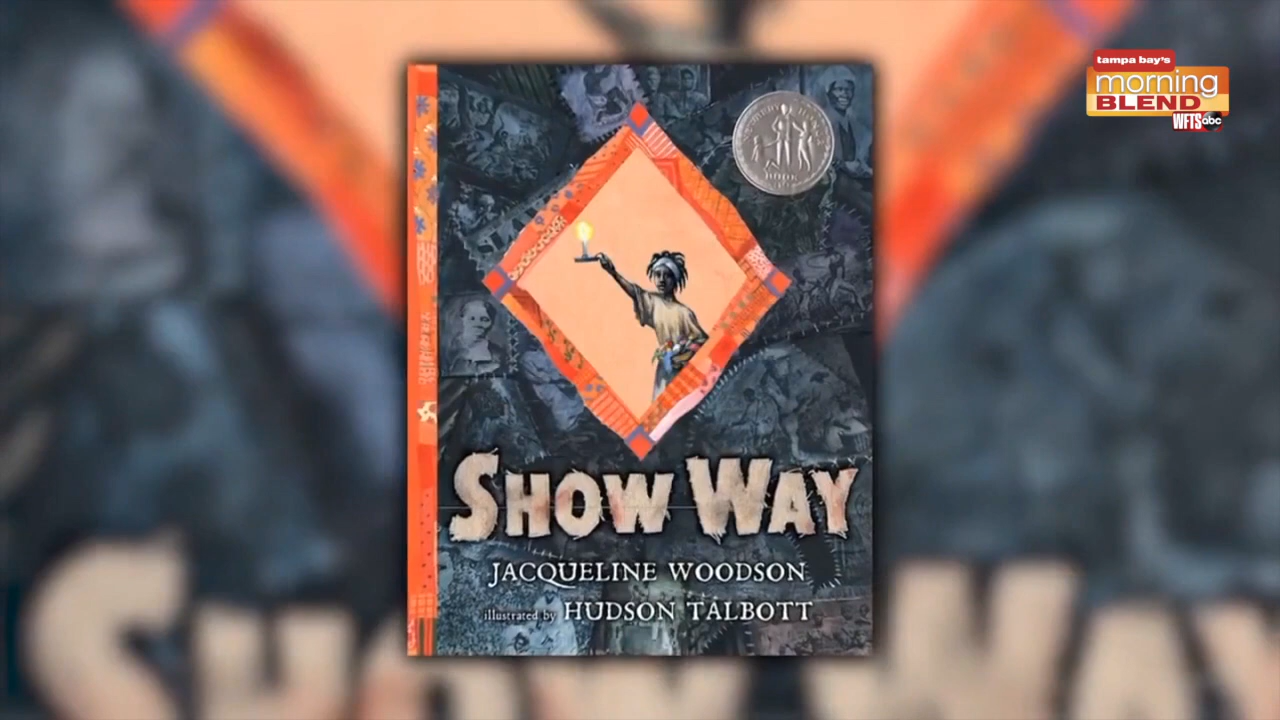 tampa bay's
morning
BLEND
WFTS abc
SHOW WAY
JACQUELINE WOODSON
illustrated by HUDSON TALBOTT